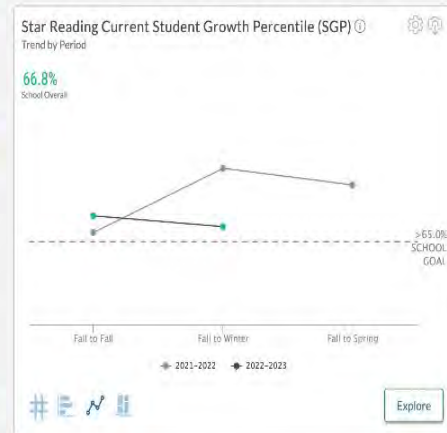 Star Reading Current Student Growth Percentile (SGP)
Trend by Period
66.8%
School Overall
>65.0%
SCHOOL
GOAL
Fall to Fall
Fall to Winter
Fall to Spring
2021-2022
2022-2023
Explore